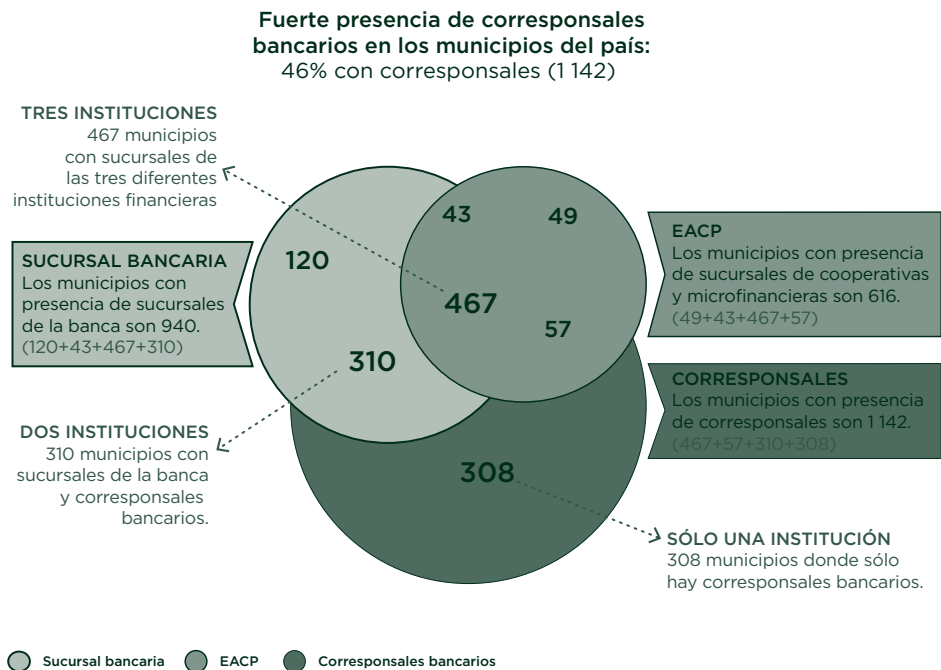 Fuerte presencia de corresponsales
bancarios en los municipios del país:
46% con corresponsales (1 142)
TRES INSTITUCIONES
467 municipios
con sucursales de
las tres diferentes
instituciones financieras
43
49
120
467
57
310
308
SUCURSAL BANCARIA
Los municipios con
presencia de sucursales
de la banca son 940.
(120+43+467+310)
EACP
Los municipios con presencia
de sucursales de cooperativas
y microfinancieras son 616.
(49+43+467+57)
CORRESPONSALES
Los municipios con presencia
de corresponsales son 1 142.
(467+57+310+308)
DOS INSTITUCIONES
310 municipios con
sucursales de la banca
y corresponsales
bancarios.
SÓLO UNA INSTITUCIÓN
308 municipios donde sólo
hay corresponsales bancarios.
Sucursal bancaria EACP Corresponsales bancarios